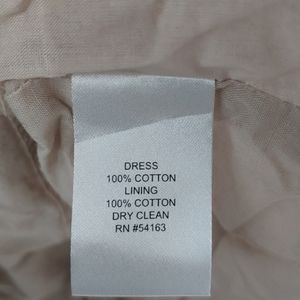 DRESS
100% COTTON
LINING
100% COTTON
DRY CLEAN
RN #54163